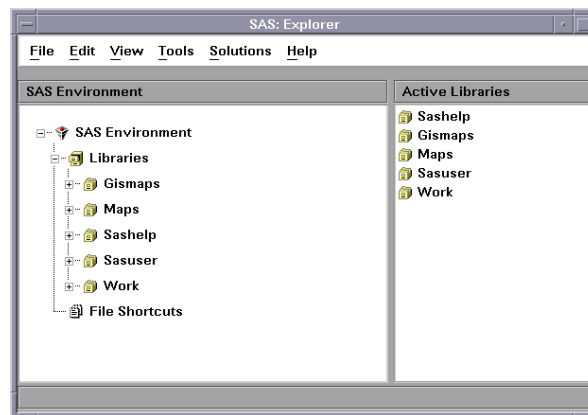 SAS: Explorer
File Edit View Tools Solutions Help
SAS Environment
SAS Environment
Libraries
Gismaps
Maps
Sashelp
Sasuser
Work
File Shortcuts
Active Libraries
Sashelp
Gismaps
Maps
Sasuser
Work